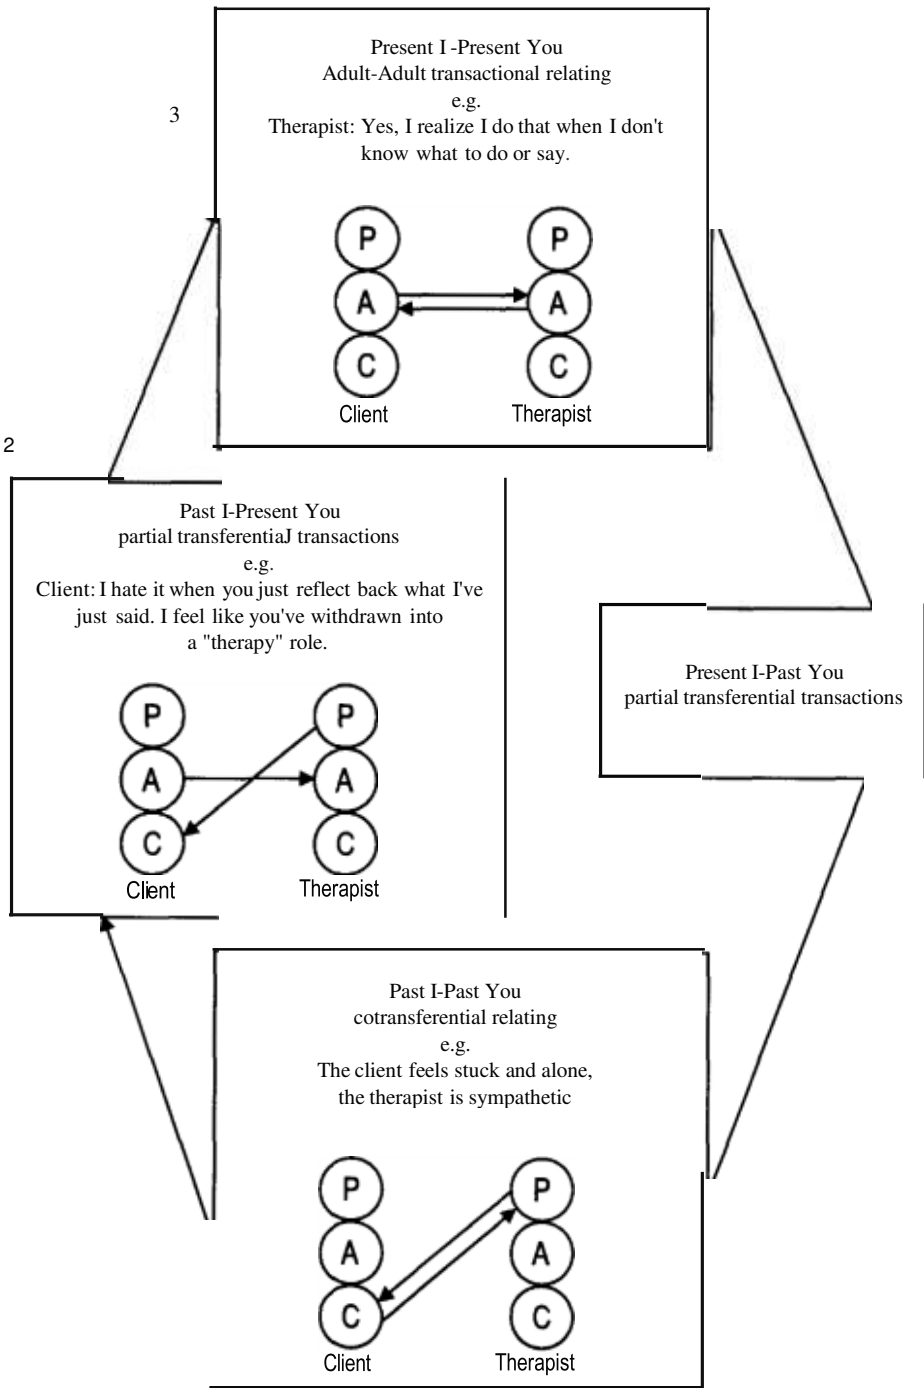 3
Present I -Present You
Adult-Adult transactional relating
e.g.
Therapist: Yes, I realize I do that when I don't
know what to do or say.
P P
A A
C C
Client Therapist
2
Past I-Present You
partial transferentiaJ transactions
e.g.
Client: I hate it when you just reflect back what I've
just said. I feel like you've withdrawn into
a "therapy" role.
P P
A A
C C
Client Therapist
Present I-Past You
partial transferential transactions
Past I-Past You
cotransferential relating
e.g.
The client feels stuck and alone,
the therapist is sympathetic
P P
A A
C C
Client Therapist